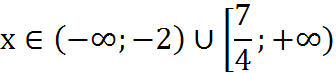 x ∈ (−∞; −2) ∪ [7/4; +∞)